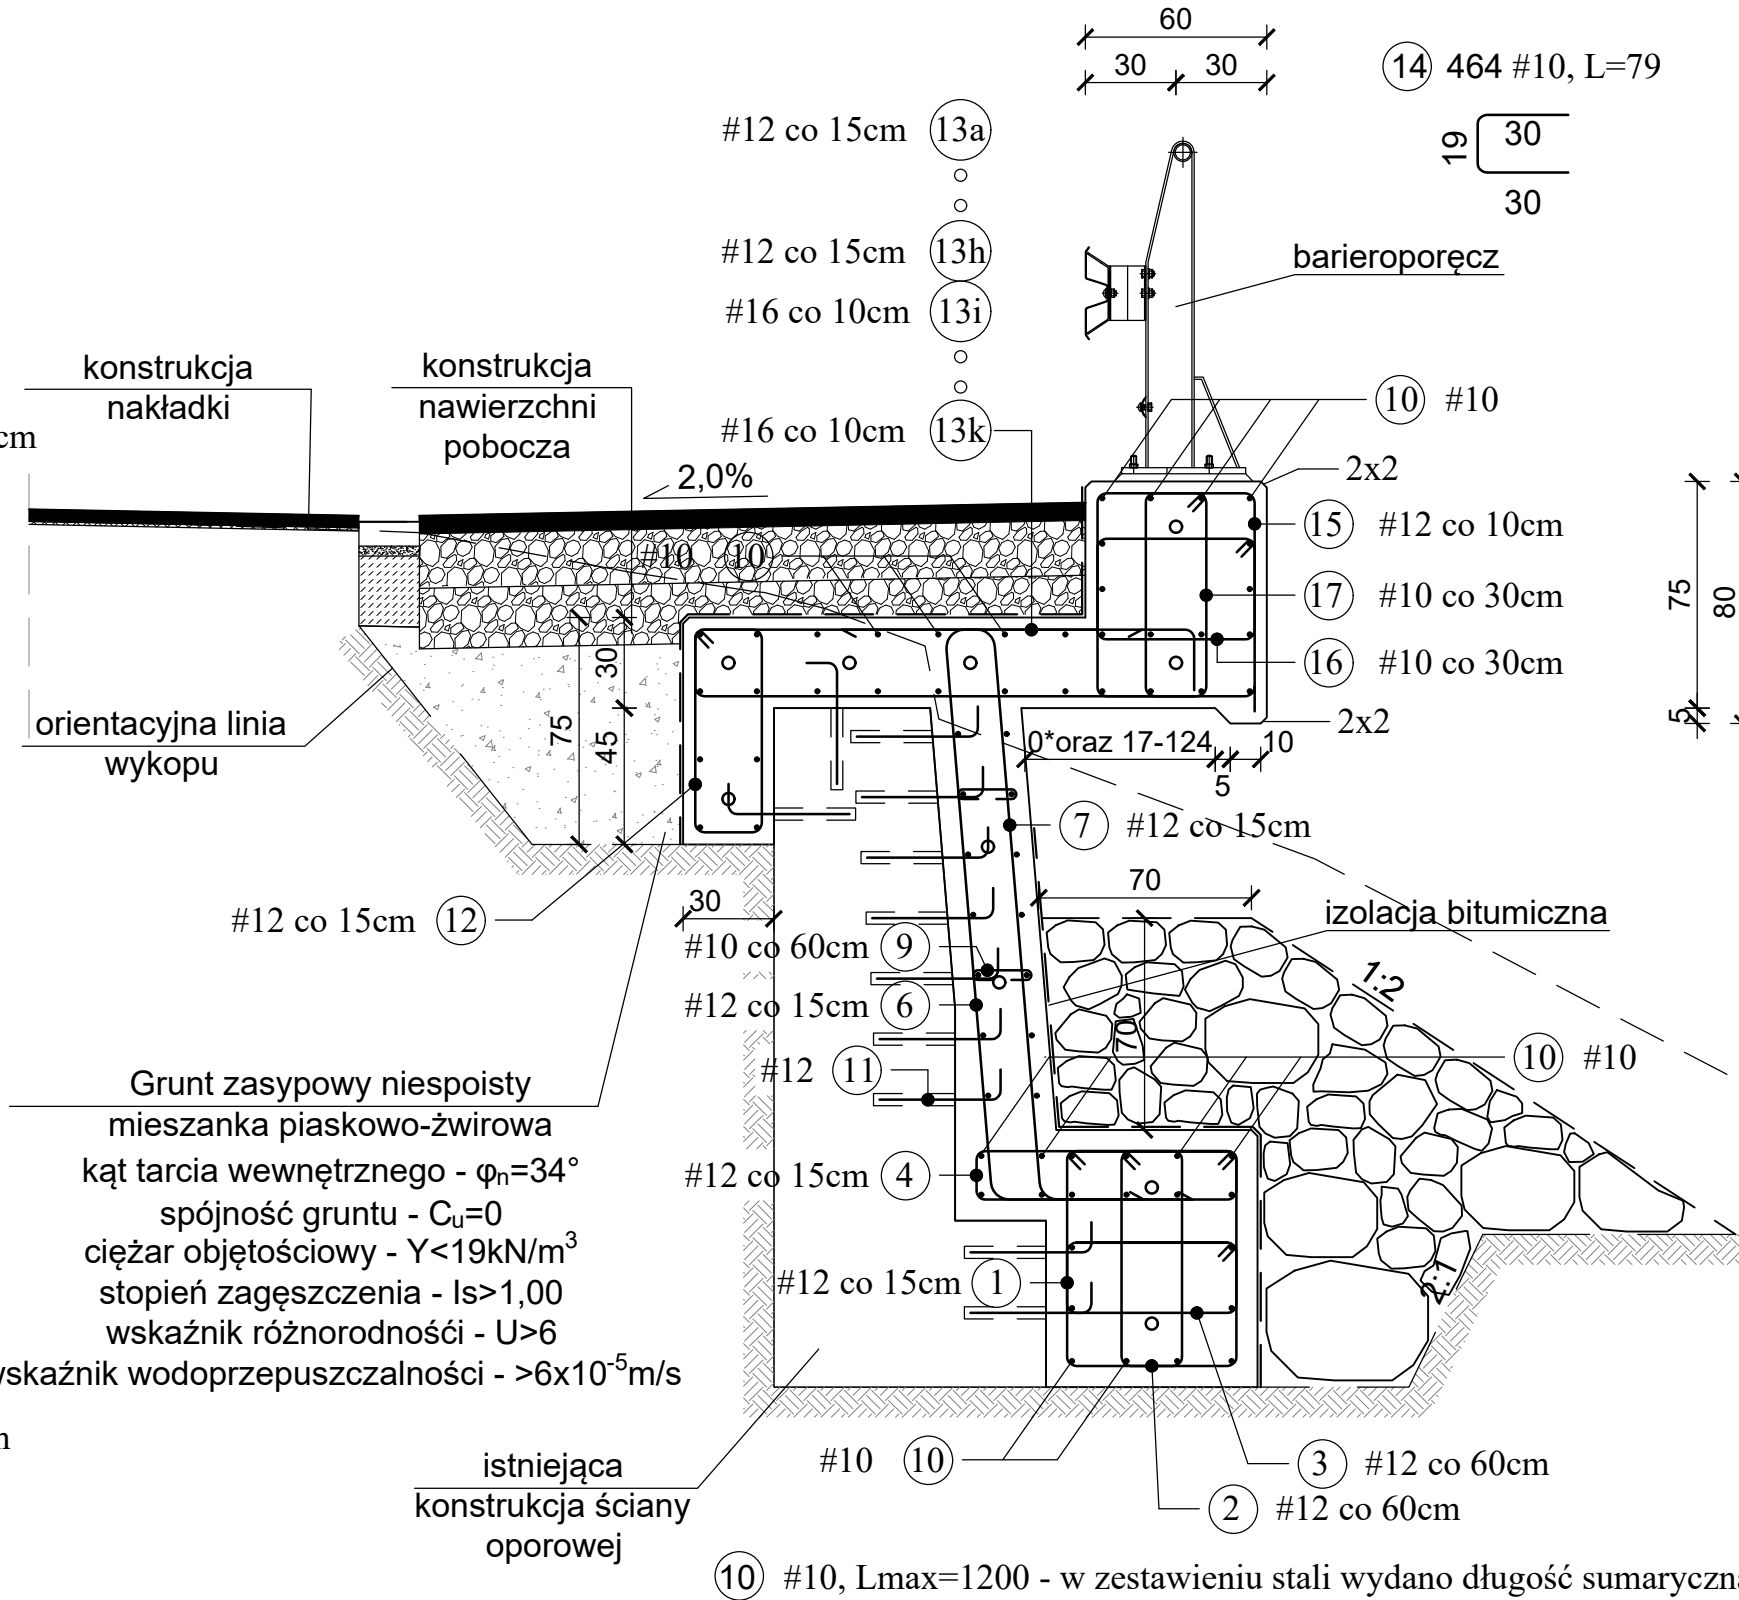 60
30 30
14 464 #10, L=79
19
30
30
#12 co 15cm 13a
#12 co 15cm 13h
#16 co 10cm 13i
#16 co 10cm 13k
barieroporęcz
konstrukcja
nakładki
konstrukcja
nawierzchni
pobocza
cm
2,0%
10 #10
2x2
15 #12 co 10cm
17 #10 co 30cm
16 #10 co 30cm
2x2
75
80
5
#10 10
30
75
45
orientacyjna linia
wykopu
0*oraz 17-124
10
5
7 #12 co 15cm
70
#12 co 15cm 12
30
izolacja bitumiczna
#10 co 60cm 9
#12 co 15cm 6
1:2
70
10 #10
#12 11
Grunt zasypowy niespoisty
mieszanka piaskowo-żwirowa
kąt tarcia wewnętrznego - φn=34°
spójność gruntu - Cu=0
ciężar objętościowy - Y<19kN/m³
stopień zagęszczenia - Is>1,00
wskaźnik różnorodnośći - U>6
wskaźnik wodoprzepuszczalności - >6x10⁻⁵m/s
#12 co 15cm 4
#12 co 15cm 1
2:1
istniejąca
konstrukcja ściany
oporowej
#10 10
3 #12 co 60cm
2 #12 co 60cm
10 #10, Lmax=1200 - w zestawieniu stali wydano długość sumaryczną